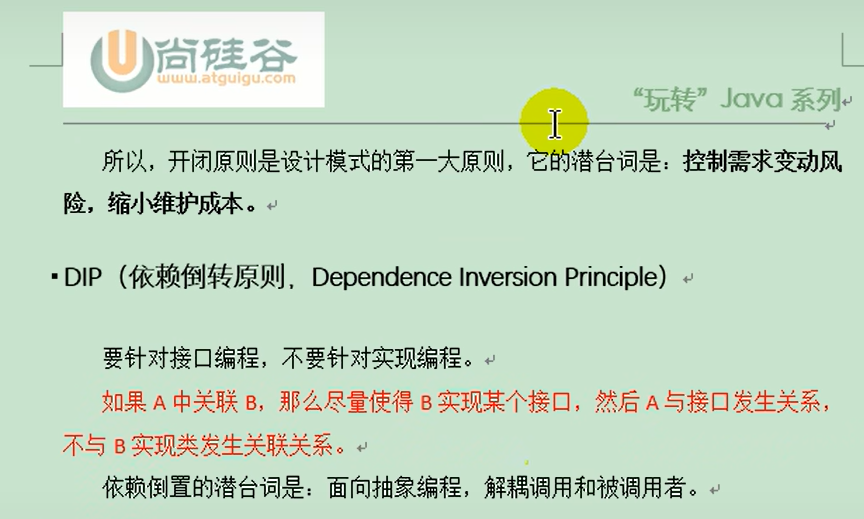 尚硅谷
www.atguigu.com
“玩转”Java 系列
所以，开闭原则是设计模式的第一大原则，它的潜台词是：控制需求变动风
险，缩小维护成本。
▪DIP（依赖倒转原则，Dependence Inversion Principle）
要针对接口编程，不要针对实现编程。
如果 A 中关联 B，那么尽量使得 B 实现某个接口，然后 A 与接口发生关系，
不与 B 实现类发生关联关系。
依赖倒置的潜台词是：面向抽象编程，解耦调用和被调用者。